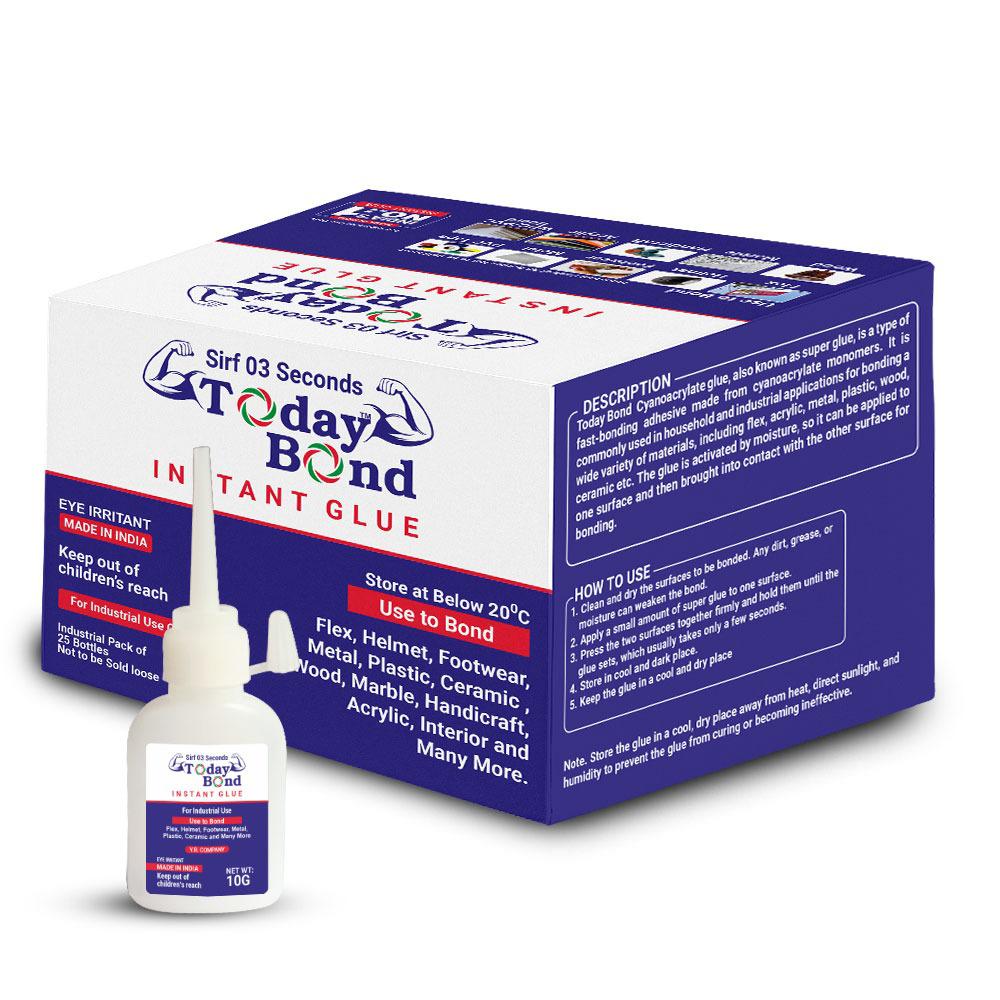 Sirf 03 Seconds
Today™
Bond
INSTANT GLUE
EYE IRRITANT
MADE IN INDIA
Keep out of
children's reach
For Industrial Use
Industrial Pack of
25 Bottles
Not to be Sold loose
Store at Below 20⁰C
Use to Bond
Flex, Helmet, Footwear,
Metal, Plastic, Ceramic ,
Wood, Marble, Handicraft,
Acrylic, Interior and
Many More.
Sirf 03 Seconds
Today
Bond
INSTANT GLUE
INDIA'S
NO. 1
Use to Bond
DESCRIPTION
Today Bond Cyanoacrylate glue, also known as super glue, is a type of
fast-bonding adhesive made from cyanoacrylate monomers. It is
commonly used in household and industrial applications for bonding a
wide variety of materials, including flex, acrylic, metal, plastic, wood,
ceramic etc. The glue is activated by moisture, so it can be applied to
one surface and then brought into contact with the other surface for
bonding.
HOW TO USE
1. Clean and dry the surfaces to be bonded. Any dirt, grease, or
moisture can weaken the bond.
2. Apply a small amount of super glue to one surface.
3. Press the two surfaces together firmly and hold them until the
glue sets, which usually takes only a few seconds.
4. Store in cool and dark place.
5. Keep the glue in a cool and dry place
Note. Store the glue in a cool, dry place away from heat, direct sunlight, and
humidity to prevent the glue from curing or becoming ineffective.
Sirf 03 Seconds
Today
Bond
INSTANT GLUE
For Industrial Use
Use to Bond
Flex, Helmet, Footwear, Metal,
Plastic, Ceramic and Many More
Y.R. COMPANY
EYE IRRITANT
MADE IN INDIA
Keep out of
children's reach
NET WT:
10G